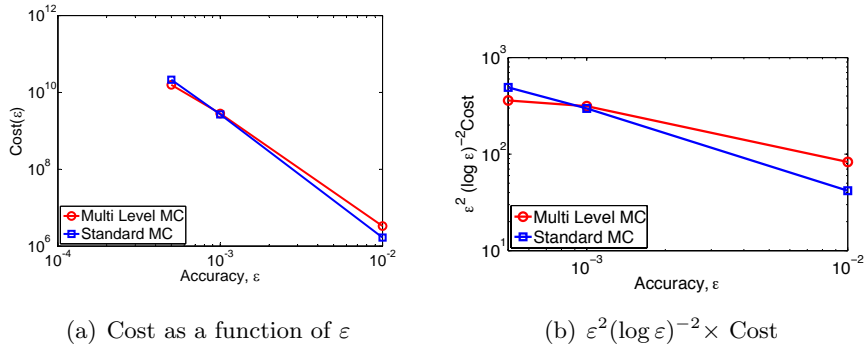 10^12
10^10
10^8
10^6
Cost(ε)
Multi Level MC
Standard MC
10^-4
10^-3
10^-2
Accuracy, ε
(a) Cost as a function of ε
10^3
10^2
10^1
ε^2 (log ε)^-2 Cost
Multi Level MC
Standard MC
10^-3
10^-2
Accuracy, ε
(b) ε^2(log ε)^-2× Cost